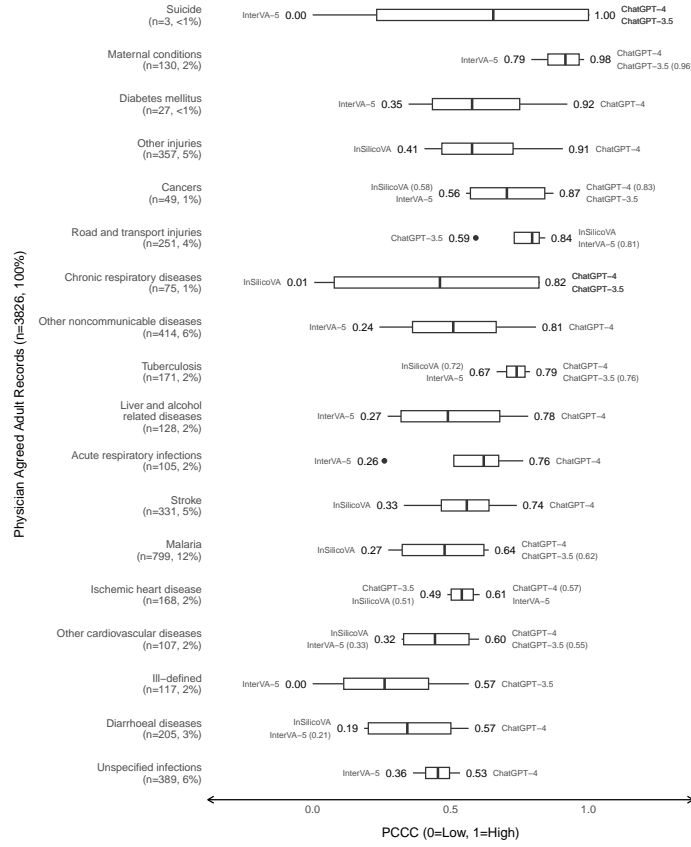 Physician Agreed Adult Records (n=3826, 100%)
Suicide
(n=3, <1%)
InterVA−5 0.00
1.00 ChatGPT−4
ChatGPT−3.5
Maternal conditions
(n=130, 2%)
InterVA−5 0.79
0.98 ChatGPT−4
ChatGPT−3.5 (0.96)
Diabetes mellitus
(n=27, <1%)
InterVA−5 0.35
0.92 ChatGPT−4
Other injuries
(n=357, 5%)
InSilicoVA 0.41
0.91 ChatGPT−4
Cancers
(n=49, 1%)
InSilicoVA (0.58)
InterVA−5 0.56
0.87 ChatGPT−4 (0.83)
ChatGPT−3.5
Road and transport injuries
(n=251, 4%)
ChatGPT−3.5 0.59
0.84 InSilicoVA
InterVA−5 (0.81)
Chronic respiratory diseases
(n=75, 1%)
InSilicoVA 0.01
0.82 ChatGPT−4
ChatGPT−3.5
Other noncommunicable diseases
(n=414, 6%)
InterVA−5 0.24
0.81 ChatGPT−4
Tuberculosis
(n=171, 2%)
InSilicoVA (0.72)
InterVA−5 0.67
0.79 ChatGPT−4
ChatGPT−3.5 (0.76)
Liver and alcohol
related diseases
(n=128, 2%)
InterVA−5 0.27
0.78 ChatGPT−4
Acute respiratory infections
(n=105, 2%)
InterVA−5 0.26
0.76 ChatGPT−4
Stroke
(n=331, 5%)
InSilicoVA 0.33
0.74 ChatGPT−4
Malaria
(n=799, 12%)
InSilicoVA 0.27
0.64 ChatGPT−4
ChatGPT−3.5 (0.62)
Ischemic heart disease
(n=168, 2%)
ChatGPT−3.5
InSilicoVA (0.51) 0.49
0.61 ChatGPT−4 (0.57)
InterVA−5
Other cardiovascular diseases
(n=107, 2%)
InSilicoVA
InterVA−5 (0.33) 0.32
0.60 ChatGPT−4
ChatGPT−3.5 (0.55)
Ill−defined
(n=117, 2%)
InterVA−5 0.00
0.57 ChatGPT−3.5
Diarrhoeal diseases
(n=205, 3%)
InSilicoVA
InterVA−5 (0.21) 0.19
0.57 ChatGPT−4
Unspecified infections
(n=389, 6%)
InterVA−5 0.36
0.53 ChatGPT−4
0.0 0.5 1.0
PCCC (0=Low, 1=High)